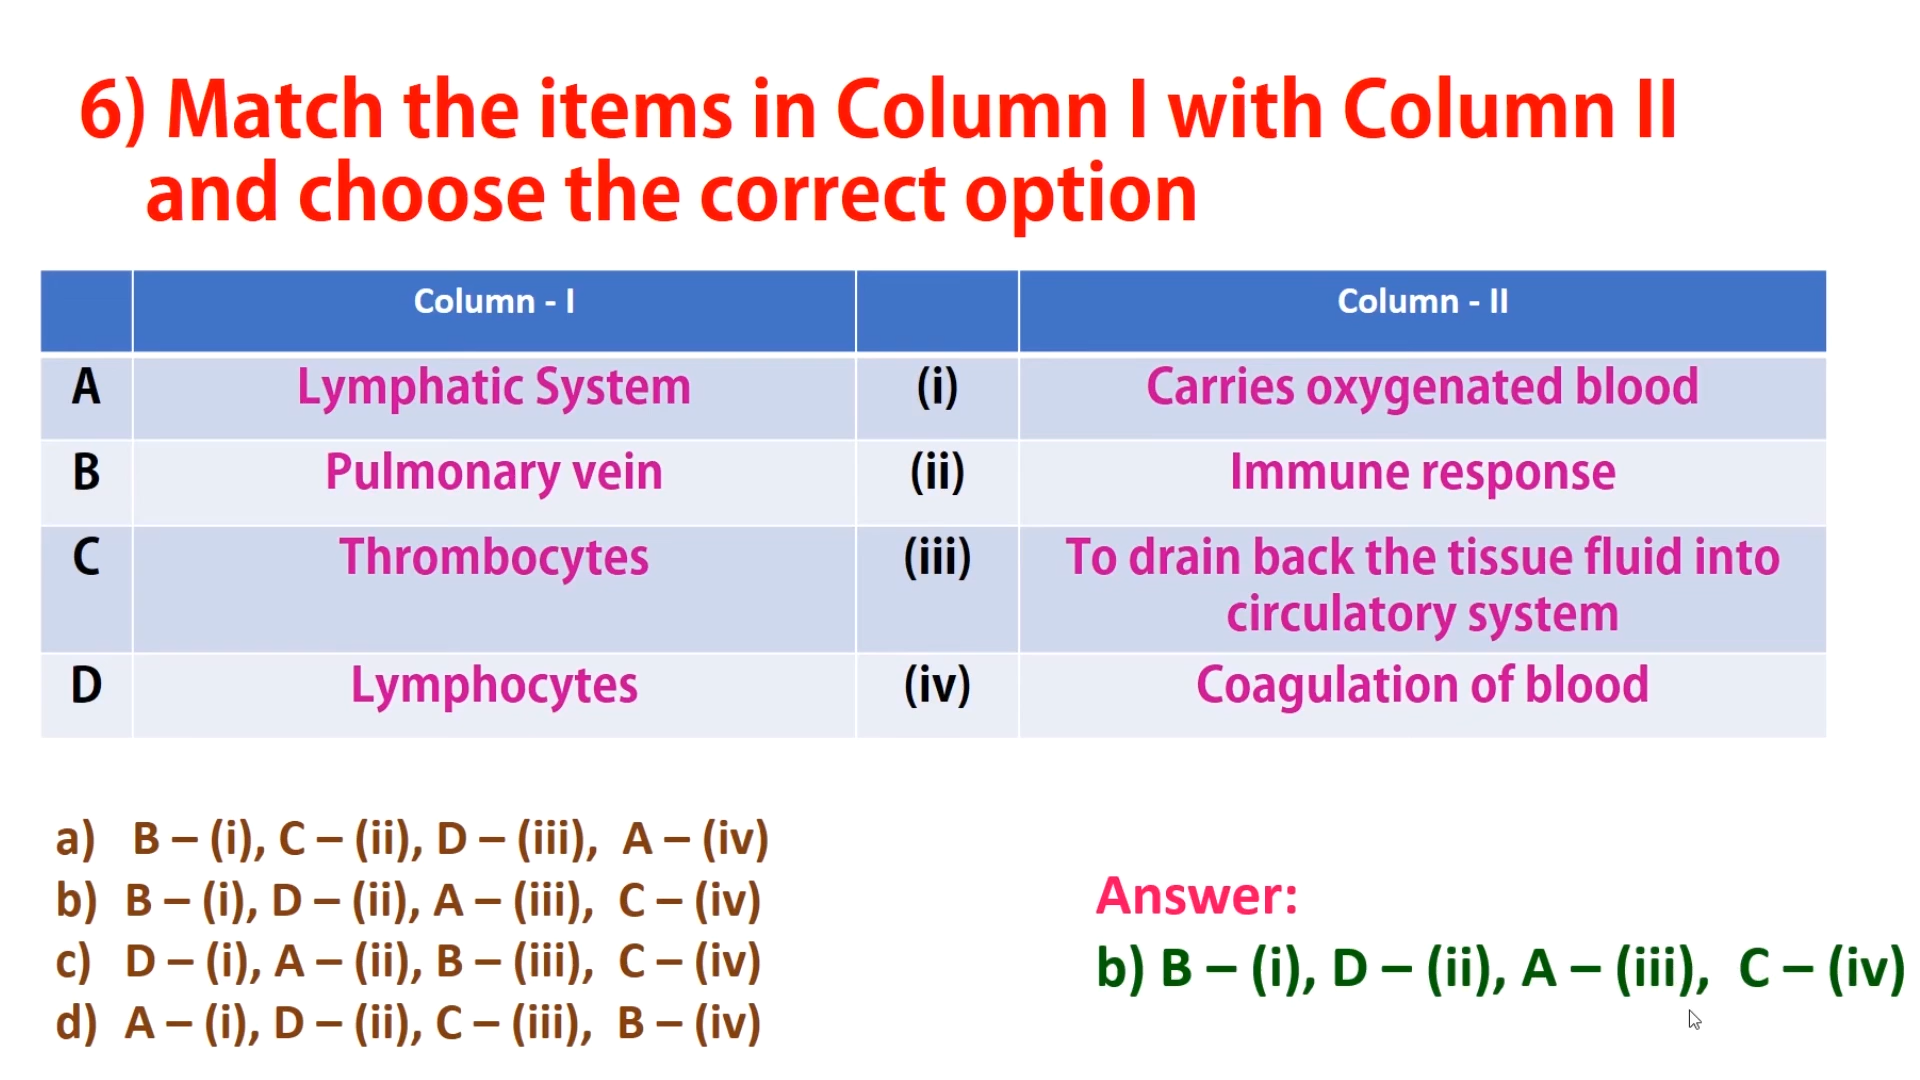 6) Match the items in Column I with Column II
and choose the correct option
Column - I Column - II
A Lymphatic System (i) Carries oxygenated blood
B Pulmonary vein (ii) Immune response
C Thrombocytes (iii) To drain back the tissue fluid into
circulatory system
D Lymphocytes (iv) Coagulation of blood
a) B – (i), C – (ii), D – (iii), A – (iv)
b) B – (i), D – (ii), A – (iii), C – (iv)
c) D – (i), A – (ii), B – (iii), C – (iv)
d) A – (i), D – (ii), C – (iii), B – (iv)
Answer:
b) B – (i), D – (ii), A – (iii), C – (iv)